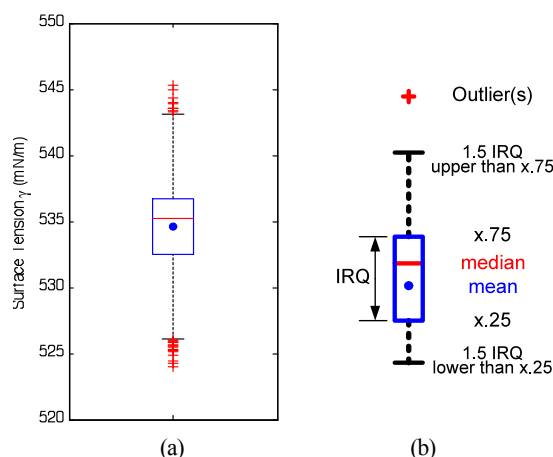 550
545
540
535
530
525
520
Surface Tension γ (mN/m)
(a)
Outlier(s)
1.5 IRQ
upper than x.75
x.75
median
IRQ
mean
x.25
1.5 IRQ
lower than x.25
(b)